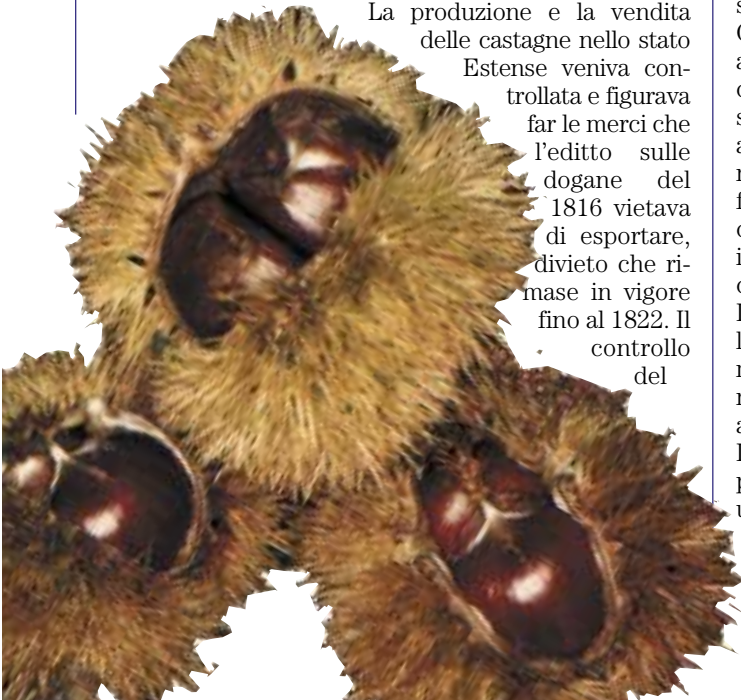 La produzione e la vendita
delle castagne nello stato
Estense veniva con-
trollata e figurava
far le merci che
l'editto sulle
dogane del
1816 vietava
di esportare,
divieto che ri-
mase in vigore
fino al 1822. Il
controllo
del